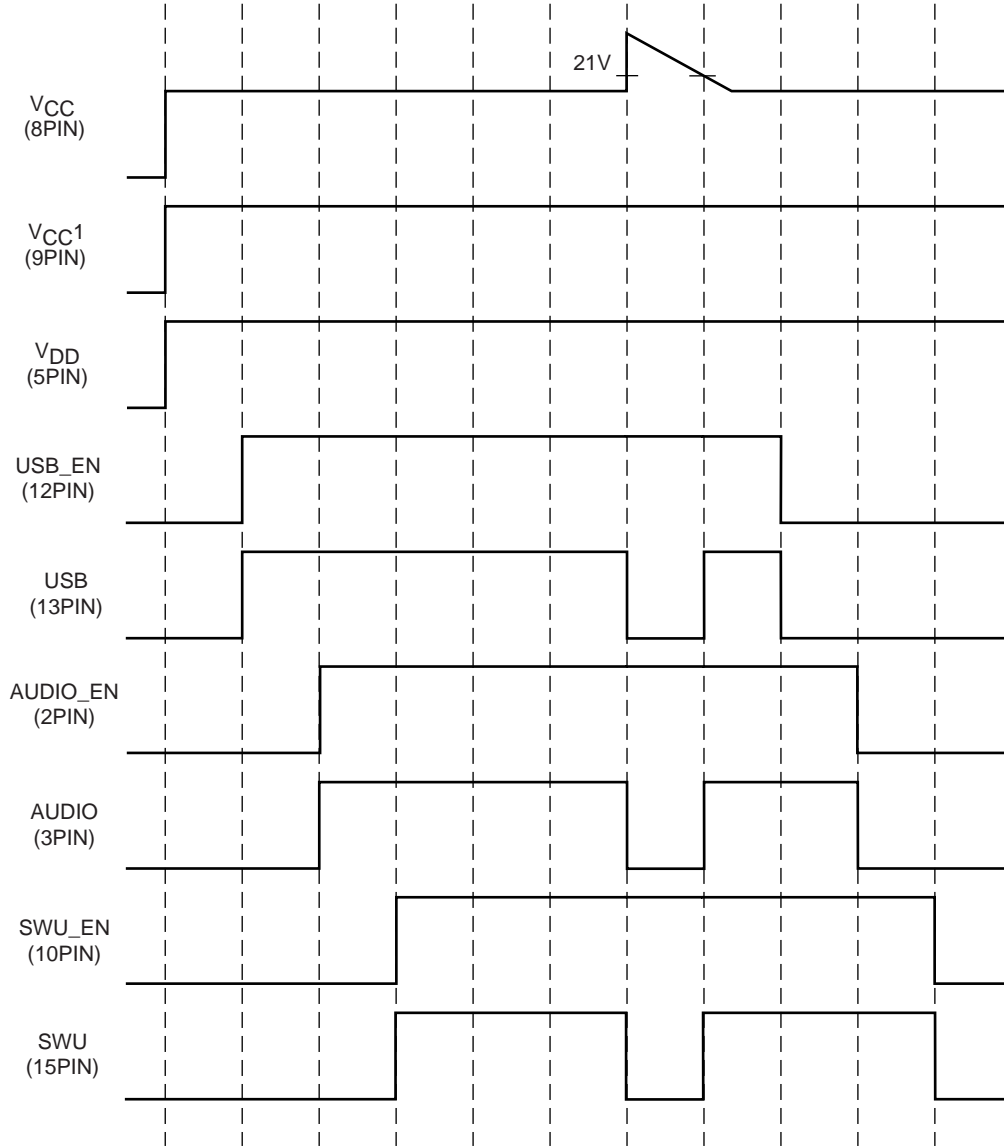 21V
VCC
(8PIN)
VCC1
(9PIN)
VDD
(5PIN)
USB_EN
(12PIN)
USB
(13PIN)
AUDIO_EN
(2PIN)
AUDIO
(3PIN)
SWU_EN
(10PIN)
SWU
(15PIN)